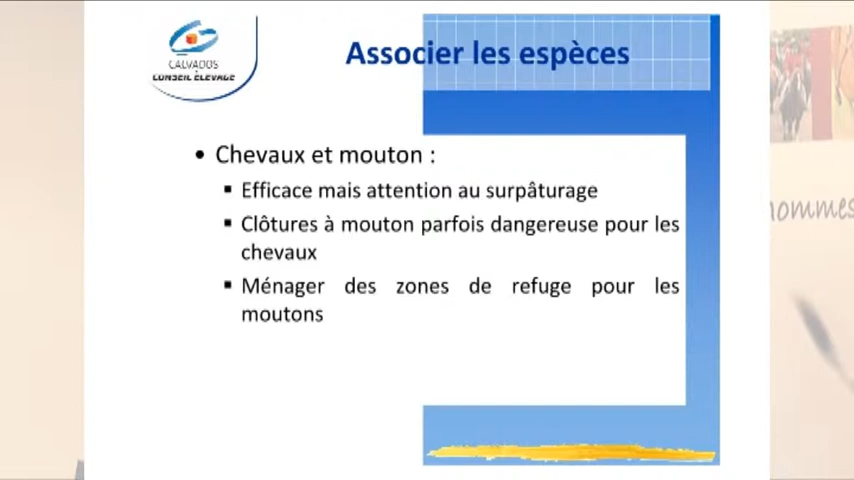 CALVADOS
CONSEIL ELEVAGE
Associer les espèces
• Chevaux et mouton :
▪ Efficace mais attention au surpâturage
▪ Clôtures à mouton parfois dangereuse pour les
chevaux
▪ Ménager des zones de refuge pour les
moutons
hommes